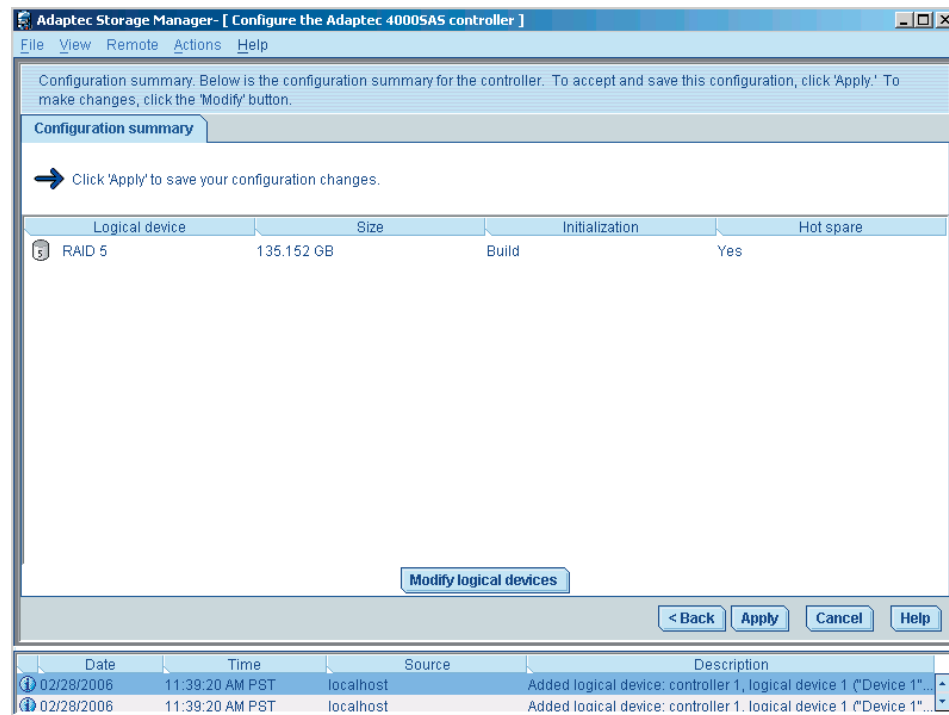 Adaptec Storage Manager- [ Configure the Adaptec 4000SAS controller ]
File View Remote Actions Help
Configuration summary. Below is the configuration summary for the controller. To accept and save this configuration, click 'Apply.' To
make changes, click the 'Modify' button.
Configuration summary
Click 'Apply' to save your configuration changes.
Logical device Size Initialization Hot spare
5 RAID 5 135.152 GB Build Yes
Modify logical devices
< Back Apply Cancel Help
Date Time Source Description
02/28/2006 11:39:20 AM PST localhost Added logical device: controller 1, logical device 1 ("Device 1"...
02/28/2006 11:39:20 AM PST localhost Added logical device: controller 1, logical device 1 ("Device 1"...